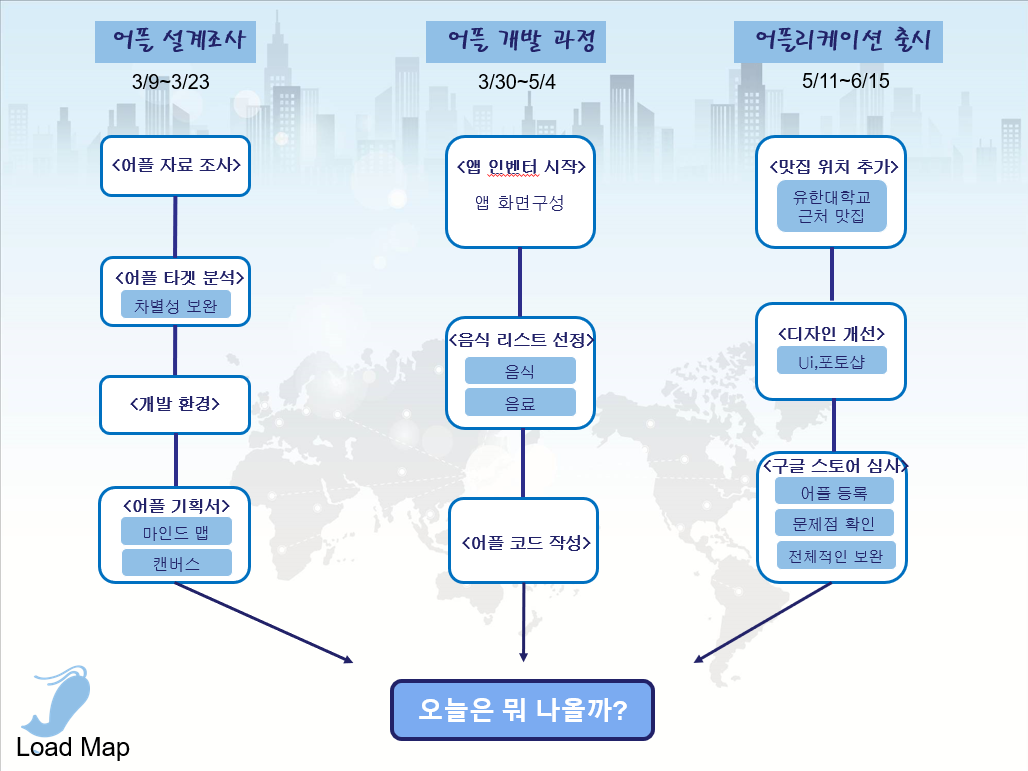 어플 설계조사
3/9~3/23
<어플 자료 조사>
<어플 타겟 분석>
차별성 보완
<개발 환경>
<어플 기획서>
마인드 맵
캔버스
어플 개발 과정
3/30~5/4
<앱 인벤터 시작>
앱 화면구성
<음식 리스트 선정>
음식
음료
<어플 코드 작성>
어플리케이션 출시
5/11~6/15
<맛집 위치 추가>
유한대학교
근처 맛집
<디자인 개선>
Ui,포토샵
<구글 스토어 심사>
어플 등록
문제점 확인
전체적인 보완
오늘은 뭐 나올까?
Load Map